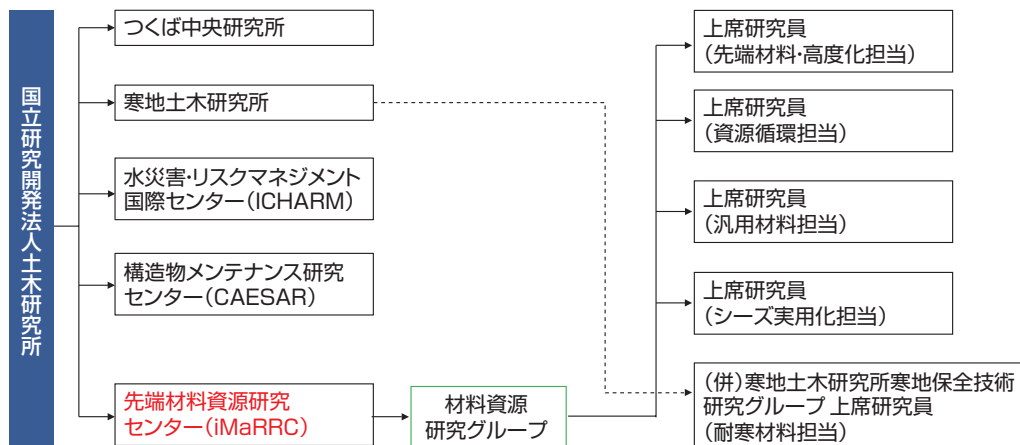 国立研究開発法人土木研究所
つくば中央研究所
寒地土木研究所
水災害・リスクマネジメント
国際センター(ICHARM)
構造物メンテナンス研究
センター(CAESAR)
先端材料資源研究
センター(iMaRRC)
材料資源
研究グループ
上席研究員
(先端材料・高度化担当)
上席研究員
(資源循環担当)
上席研究員
(汎用材料担当)
上席研究員
(シーズ実用化担当)
(併)寒地土木研究所寒地保全技術
研究グループ 上席研究員
(耐寒材料担当)